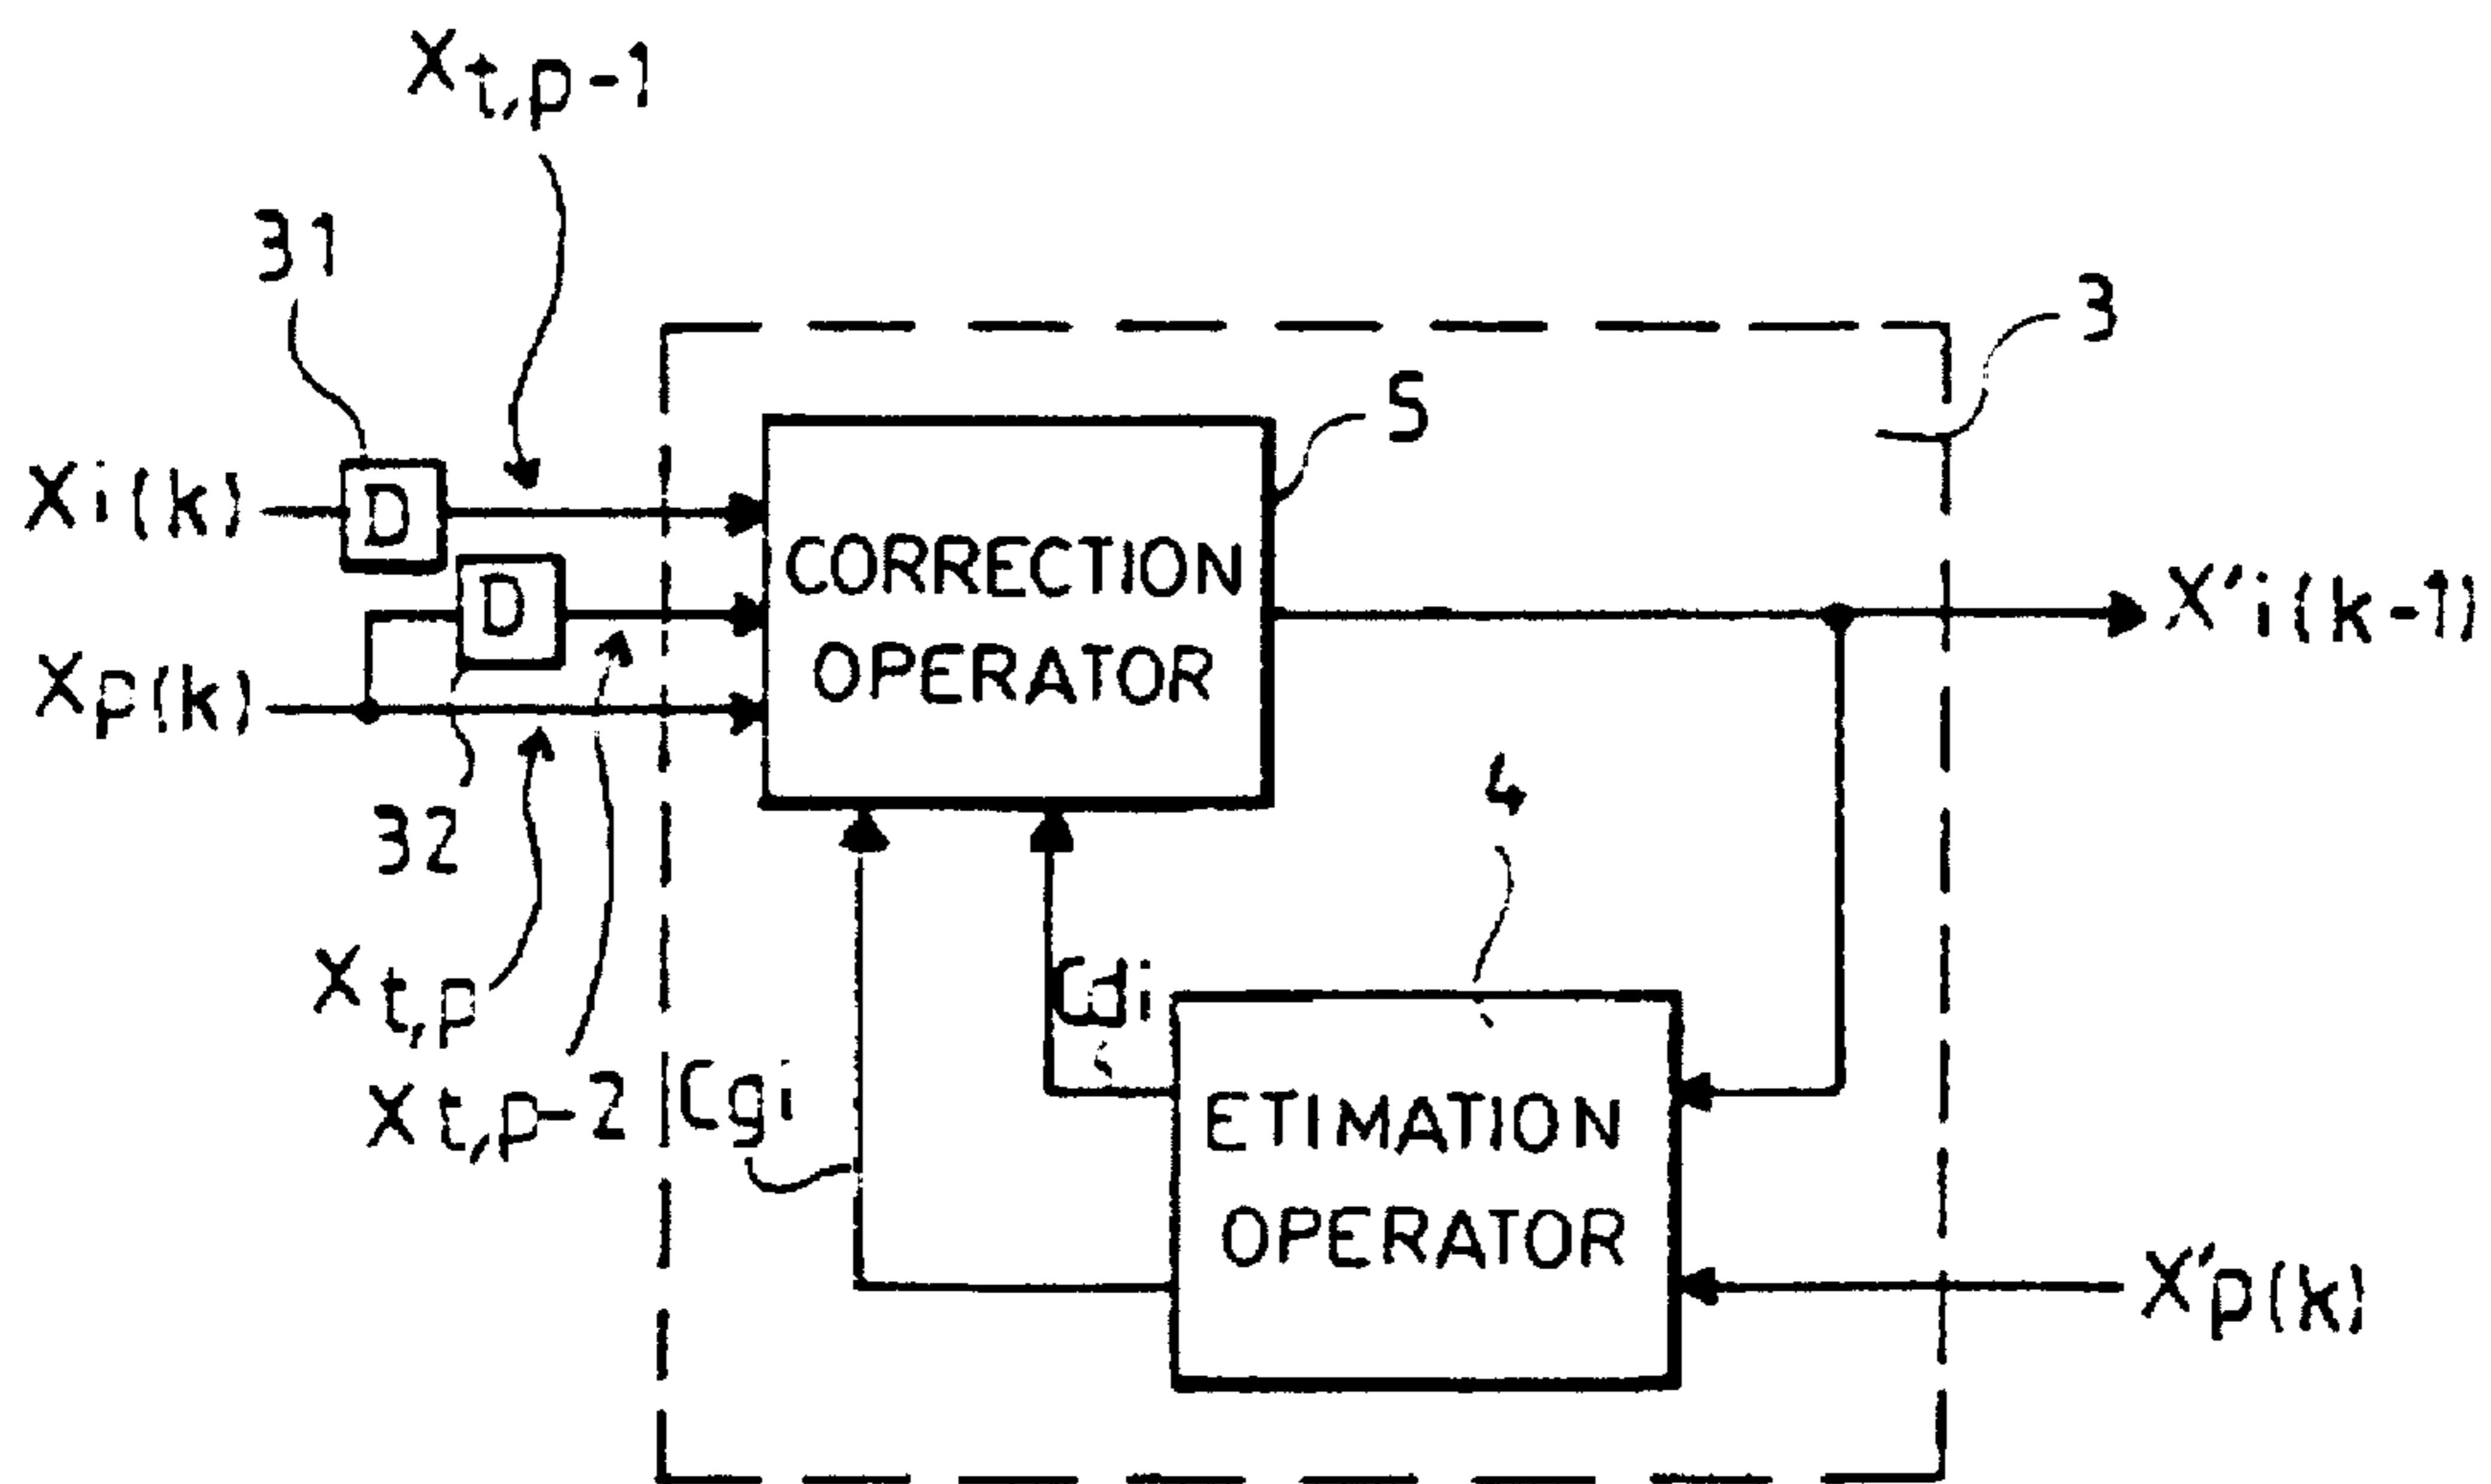 Xt,p-1
31
3
5
Xi(k)
D
CORRECTION
OPERATOR
D
X'i(k-1)
Xp(k)
32
4
Xt,p
Cdi
Xt,p-2
Cgi
ETIMATION
OPERATOR
X'p(k)